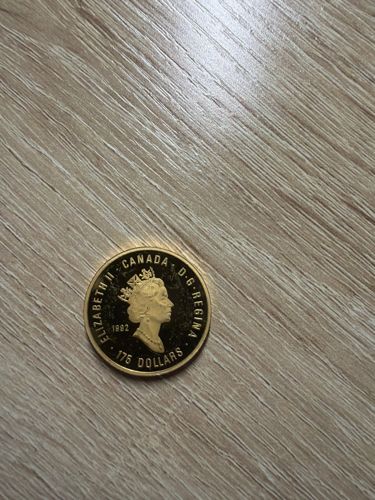 ELIZABETH II · CANADA · D·G·REGINA
1992
· 175 DOLLARS ·